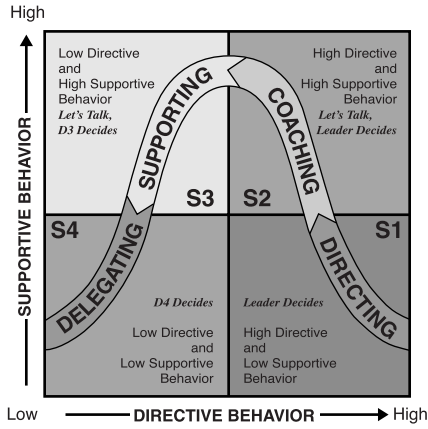 High
Low Directive
and
High Supportive
Behavior
Let's Talk,
D3 Decides
High Directive
and
High Supportive
Behavior
Let's Talk,
Leader Decides
SUPPORTING
COACHING
SUPPORTIVE BEHAVIOR
S3
S2
S4
S1
DELEGATING
DIRECTING
D4 Decides
Leader Decides
Low Directive
and
Low Supportive
Behavior
High Directive
and
Low Supportive
Behavior
Low
DIRECTIVE BEHAVIOR
High